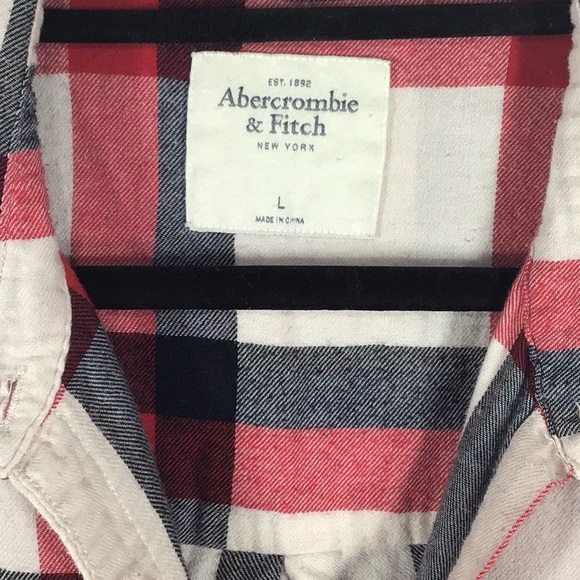 EST. 1892
Abercrombie
& Fitch
NEW YORK
L
MADE IN CHINA